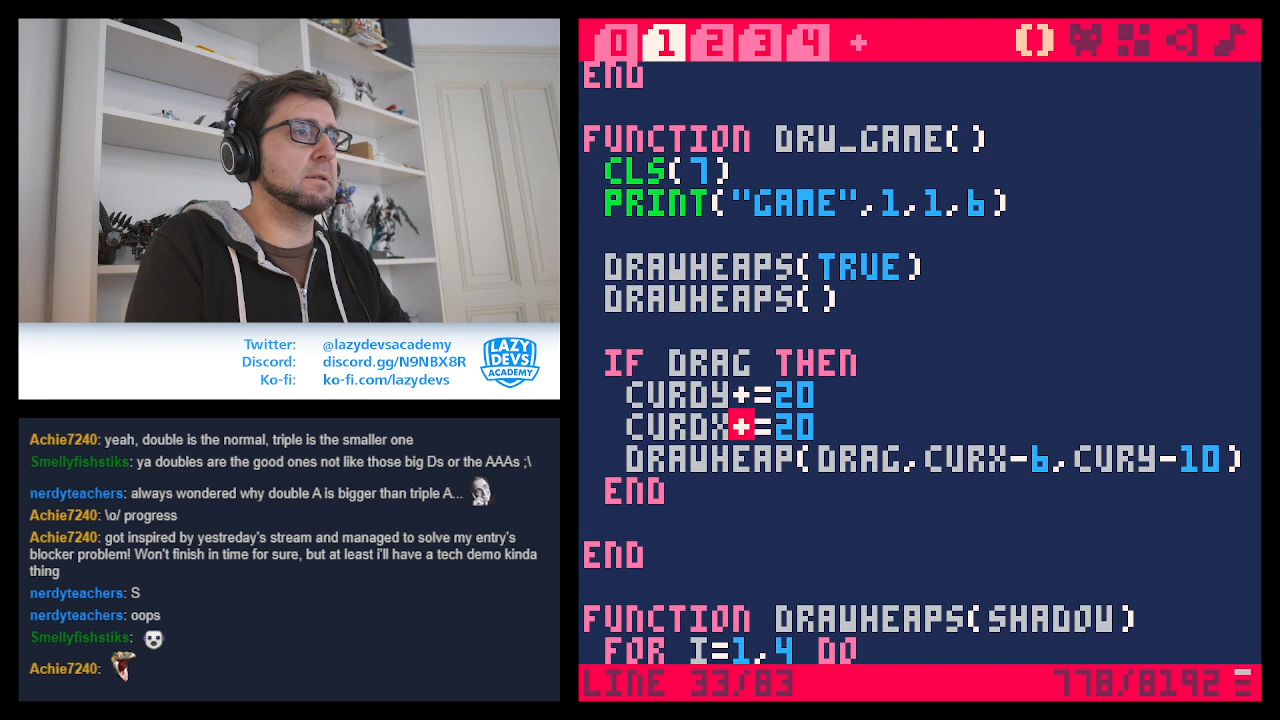 Twitter: @lazydevsacademy
Discord: discord.gg/N9NBX8R
Ko-fi: ko-fi.com/lazydevs
LAZY
DEVS
ACADEMY
Achie7240: yeah, double is the normal, triple is the smaller one
Smellyfishstiks: ya doubles are the good ones not like those big Ds or the AAAs ;\
nerdyteachers: always wondered why double A is bigger than triple A...
Achie7240: \o/ progress
Achie7240: got inspired by yestreday's stream and managed to solve my entry's
blocker problem! Won't finish in time for sure, but at least i'll have a tech demo kinda
thing
nerdyteachers: S
nerdyteachers: oops
Smellyfishstiks:
Achie7240:
0 1 2 3 4 +
END
FUNCTION DRW_GAME()
CLS(7)
PRINT("GAME",1,1,6)
DRAWHEAPS(TRUE)
DRAWHEAPS()
IF DRAG THEN
CURDY+=20
CURDX+=20
DRAWHEAP(DRAG,CURX-6,CURY-10)
END
END
FUNCTION DRAWHEAPS(SHADOW)
FOR I=1,4 DO
LINE 33/83 778/8192